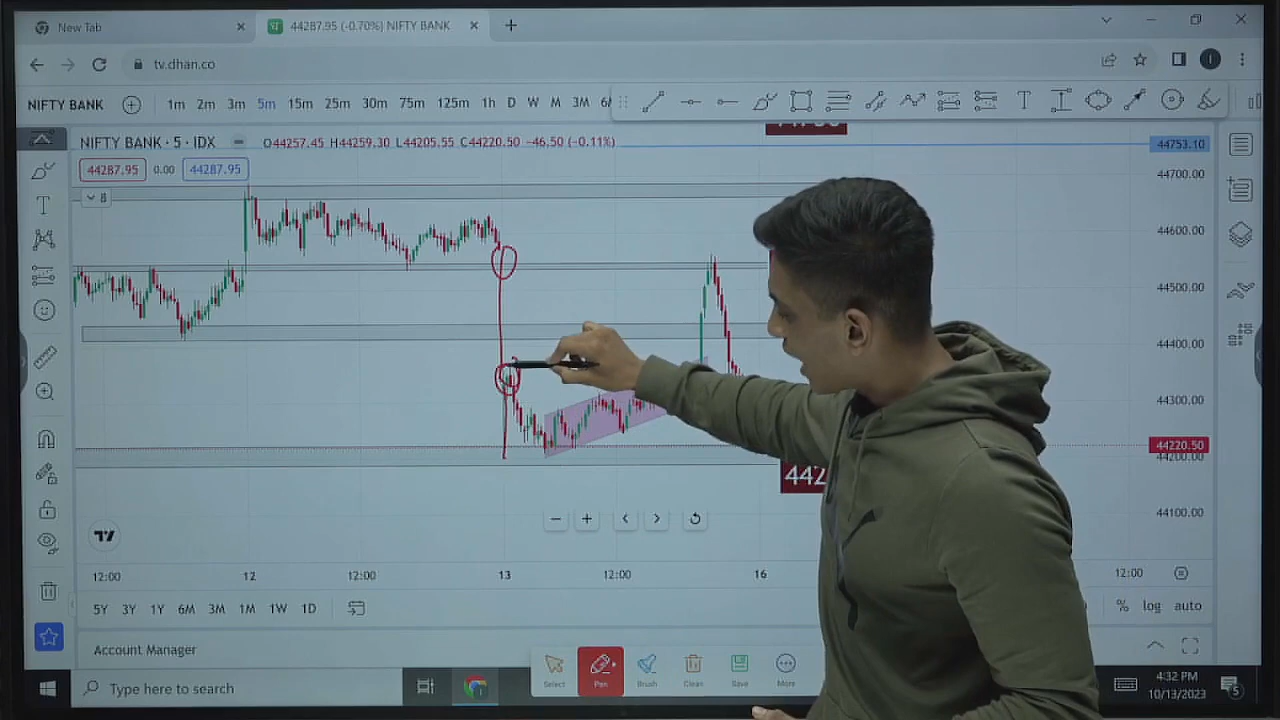 New Tab
44287.95 (-0.70%) NIFTY BANK
tv.dhan.co
NIFTY BANK
1m 2m 3m 5m 15m 25m 30m 75m 125m 1h D W M 3M
NIFTY BANK · 5 · IDX
O44257.45 H44259.30 L44205.55 C44220.50 -46.50 (-0.11%)
44753.10
44287.95 0.00 44287.95
8
44700.00
44600.00
44500.00
44400.00
44300.00
44220.50
44200.00
442
44100.00
12:00 12 12:00 13 12:00 16 12:00
5Y 3Y 1Y 6M 3M 1M 1W 1D
% log auto
Account Manager
Select Pen Brush Clean Save More
Type here to search
4:32 PM
10/13/2023
5